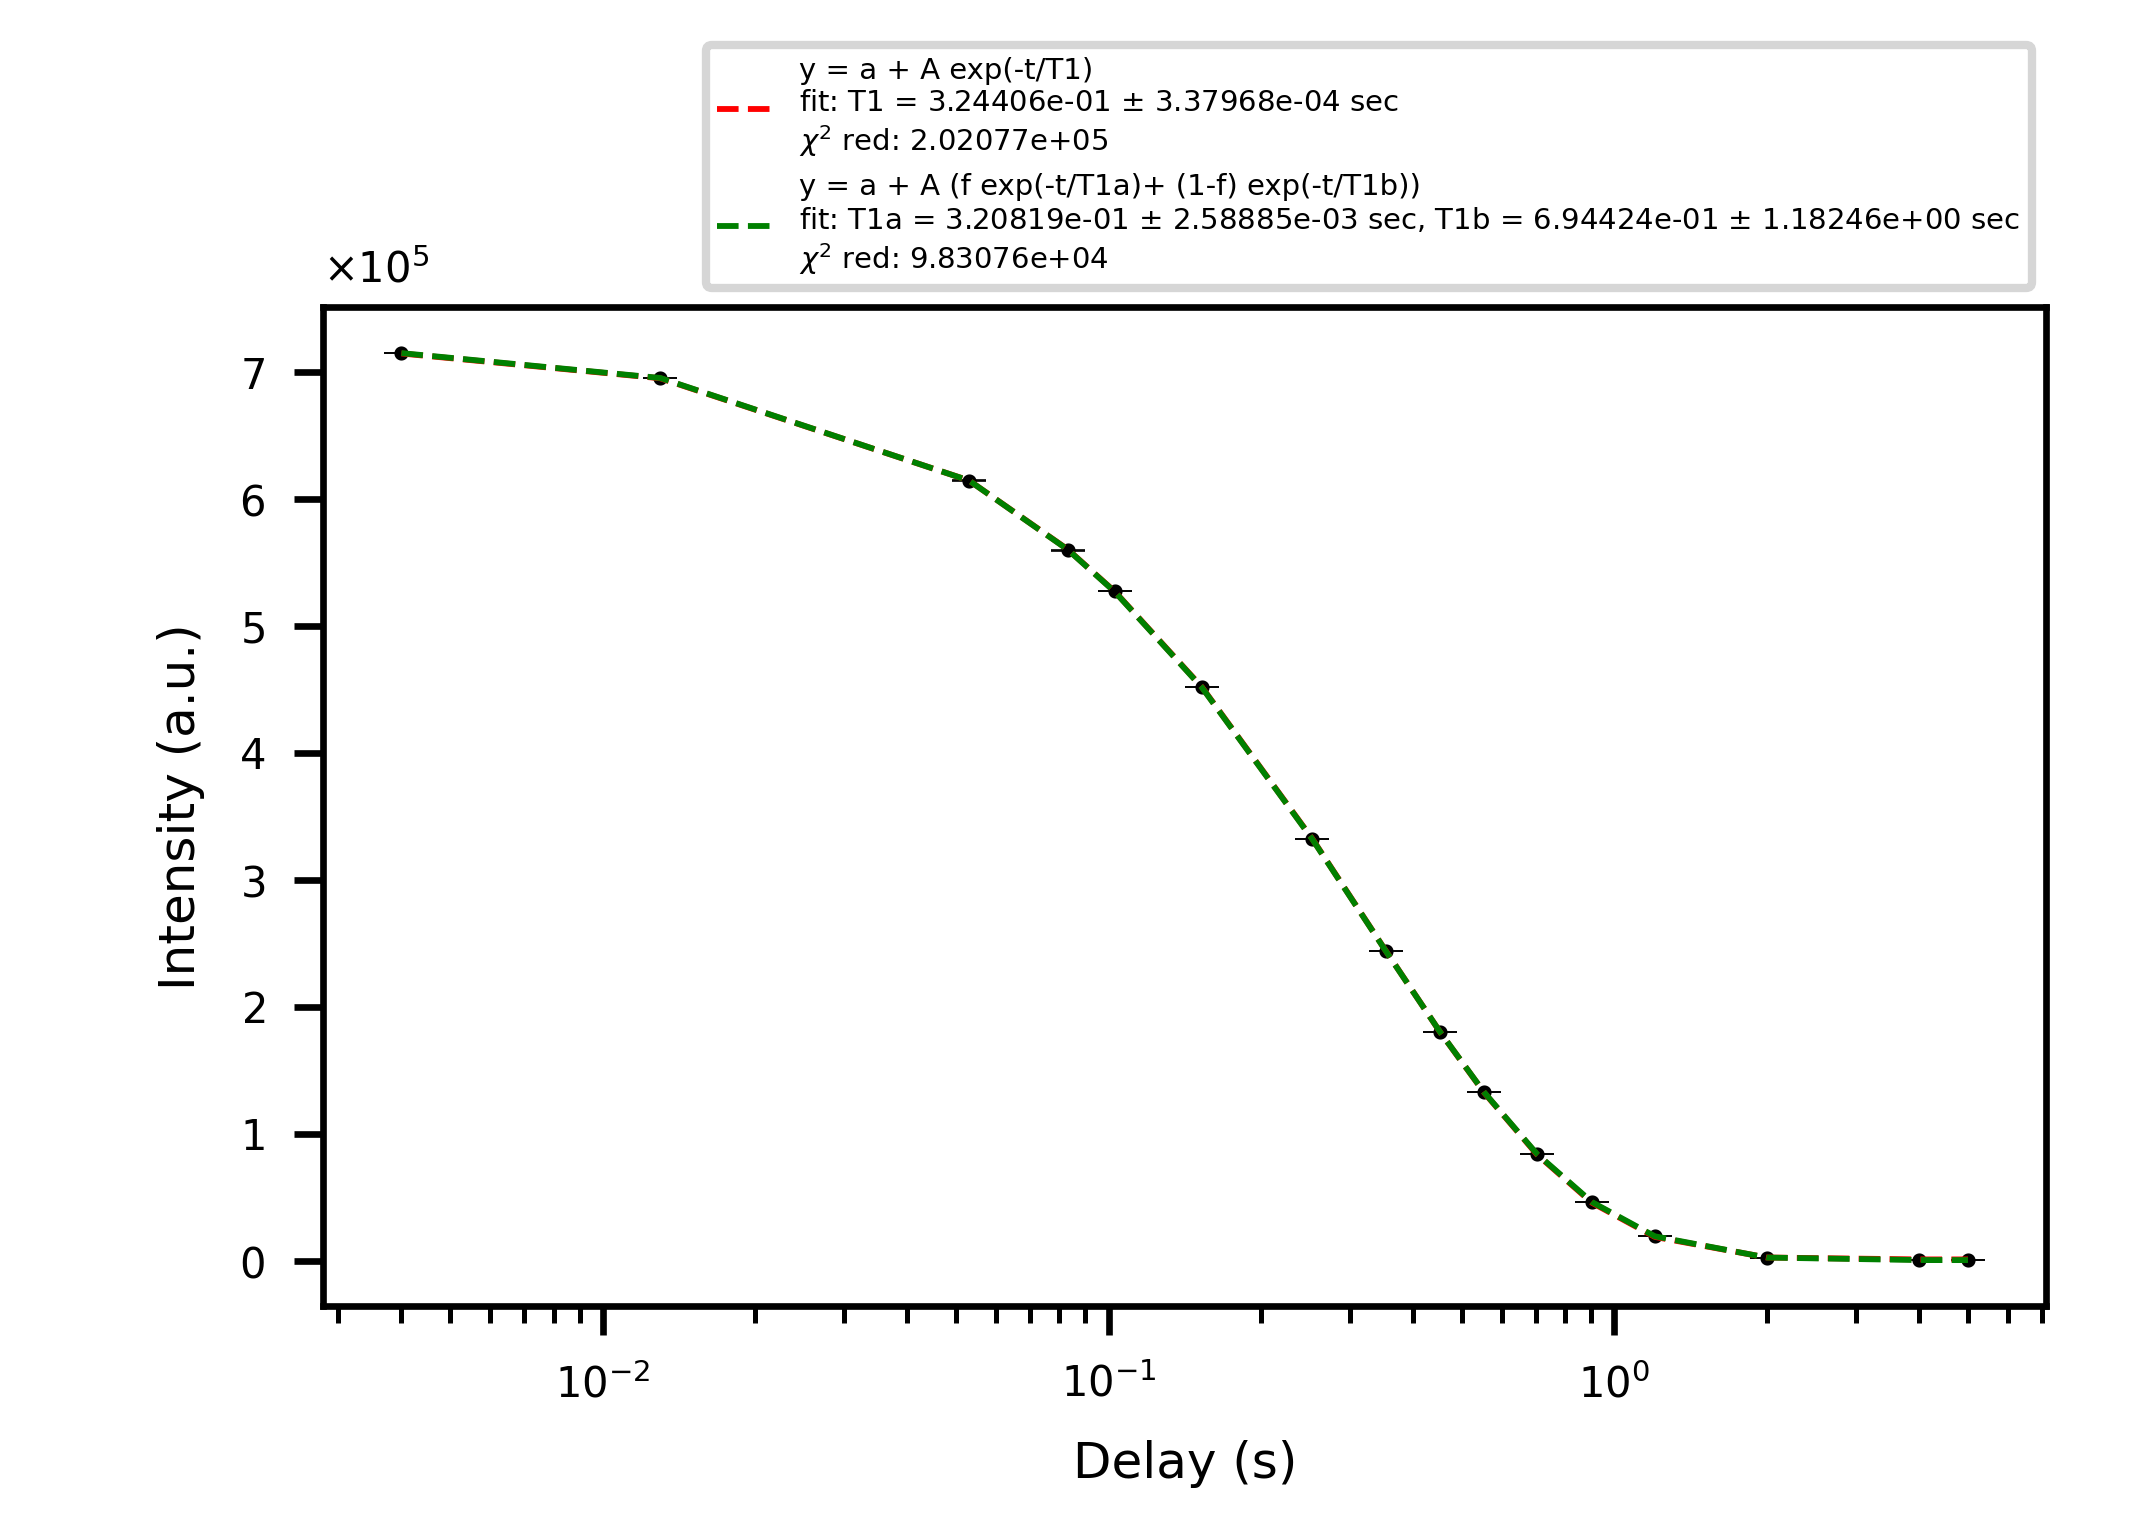 y = a + A exp(-t/T1)
fit: T1 = 3.24406e-01 ± 3.37968e-04 sec
χ² red: 2.02077e+05
y = a + A (f exp(-t/T1a)+ (1-f) exp(-t/T1b))
fit: T1a = 3.20819e-01 ± 2.58885e-03 sec, T1b = 6.94424e-01 ± 1.18246e+00 sec
χ² red: 9.83076e+04
×10⁵
7
6
5
4
3
2
1
0
Intensity (a.u.)
10⁻² 10⁻¹ 10⁰
Delay (s)